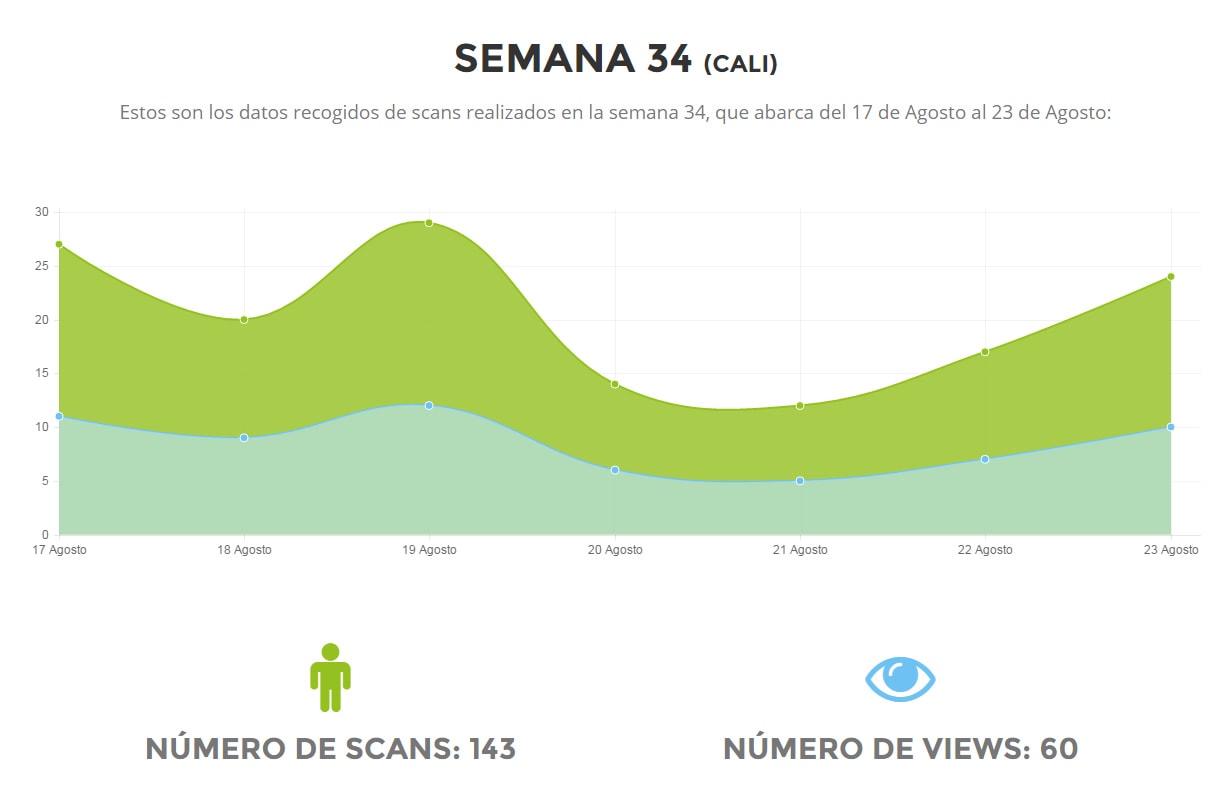 SEMANA 34 (CALI)
Estos son los datos recogidos de scans realizados en la semana 34, que abarca del 17 de Agosto al 23 de Agosto:
30
25
20
15
10
5
0
17 Agosto 18 Agosto 19 Agosto 20 Agosto 21 Agosto 22 Agosto 23 Agosto
NÚMERO DE SCANS: 143 NÚMERO DE VIEWS: 60